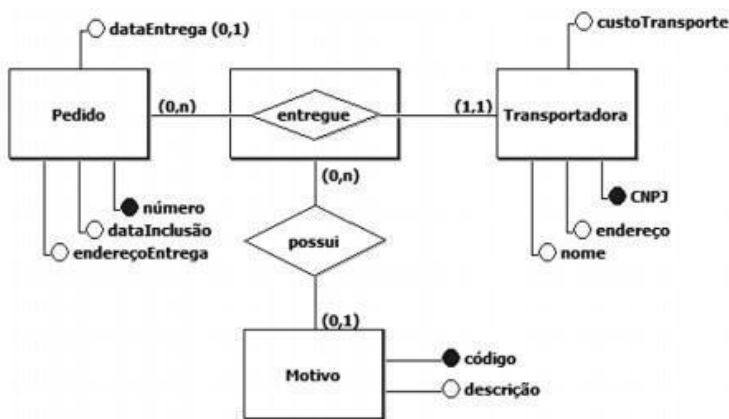 dataEntrega (0,1)
custoTransporte
Pedido
(0,n)
entregue
(1,1)
Transportadora
(0,n)
número
CNPJ
dataInclusão
endereço
endereçoEntrega
possui
nome
(0,1)
Motivo
código
descrição